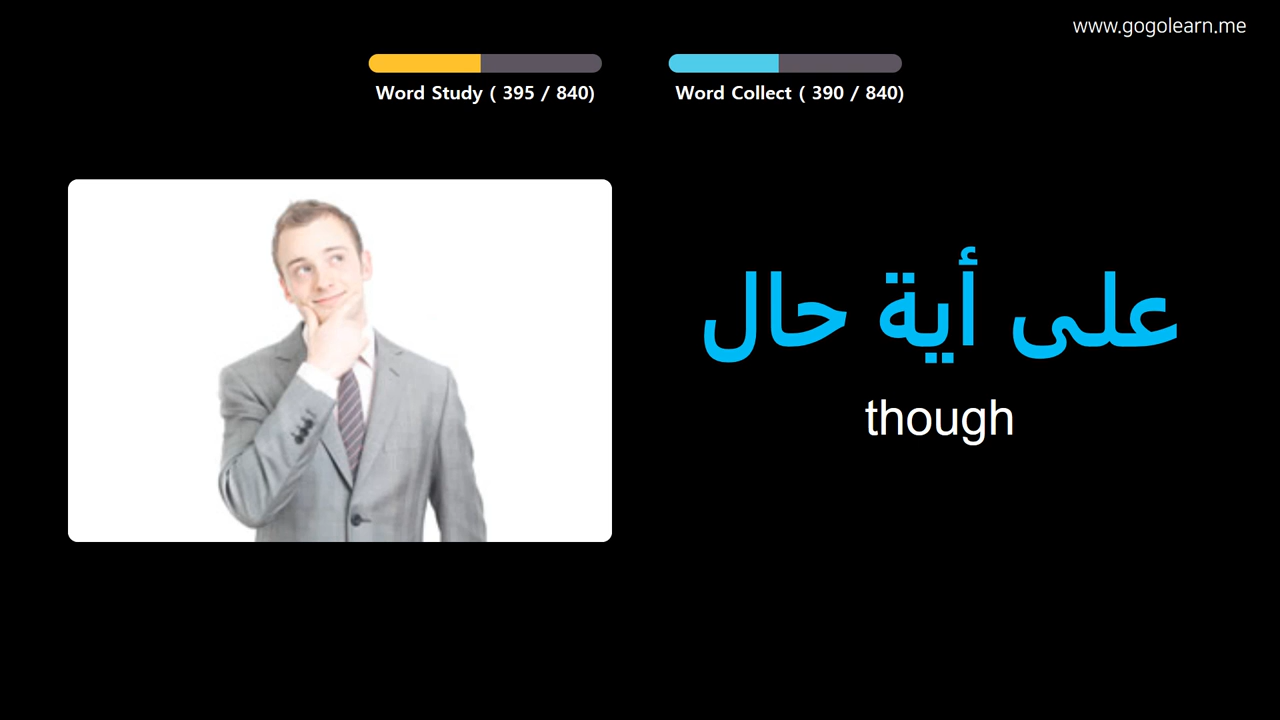 www.gogolearn.me
Word Study ( 395 / 840)
Word Collect ( 390 / 840)
على أية حال
though